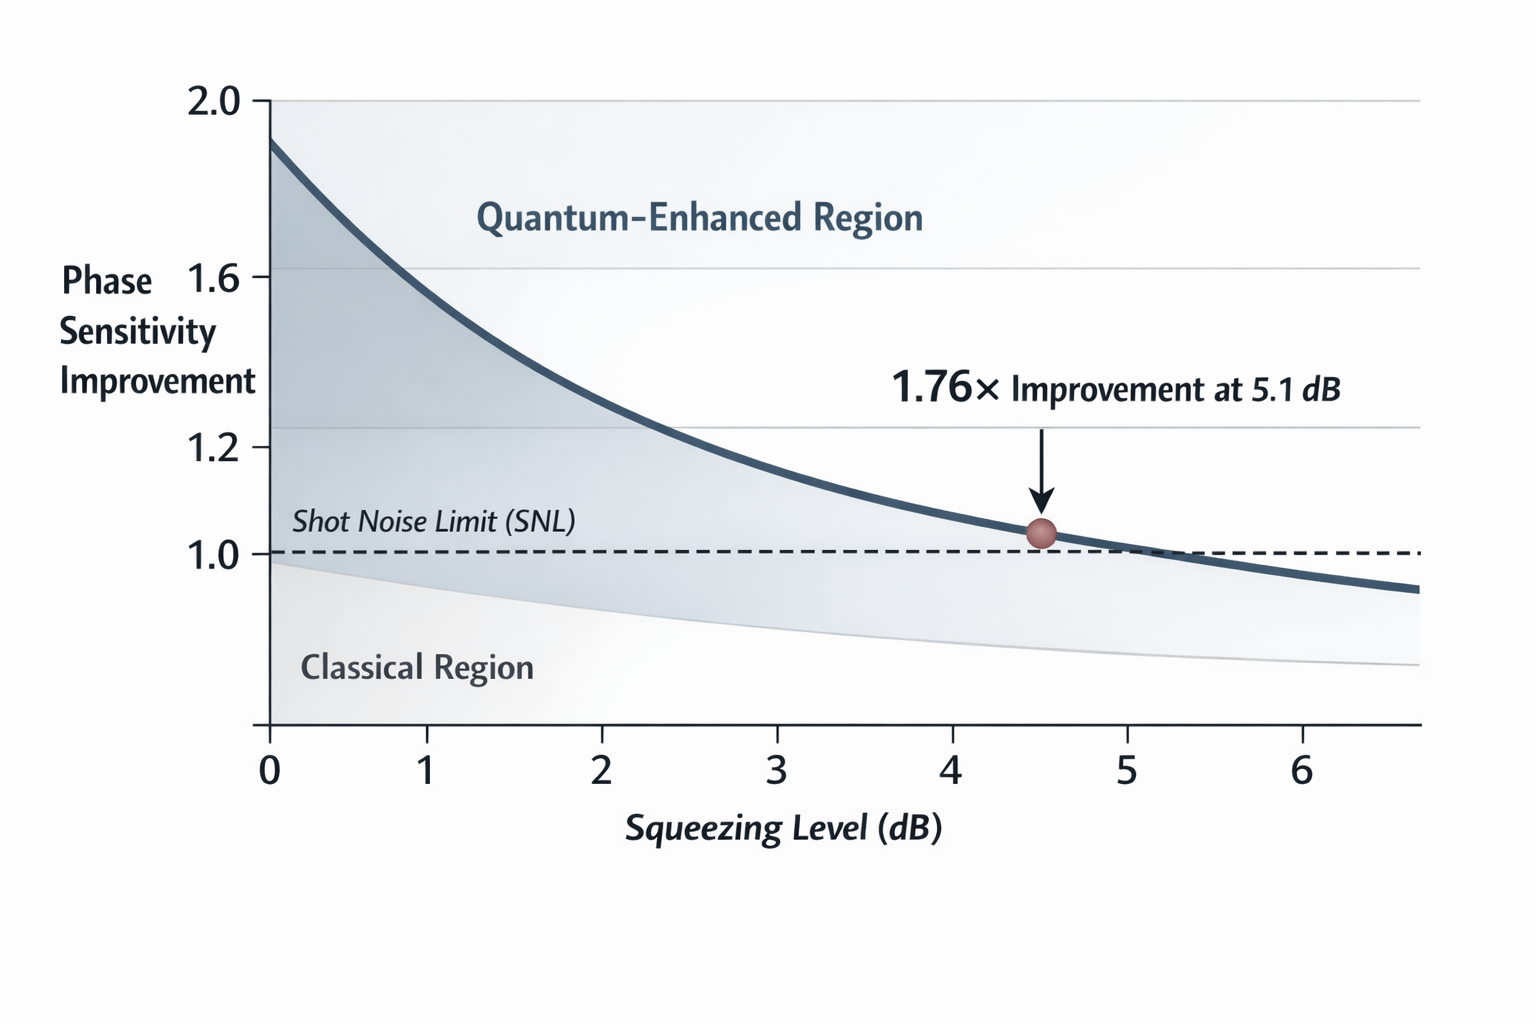 2.0
Quantum-Enhanced Region
Phase
1.6
Sensitivity
Improvement
1.76× Improvement at 5.1 dB
1.2
Shot Noise Limit (SNL)
1.0
Classical Region
0 1 2 3 4 5 6
Squeezing Level (dB)